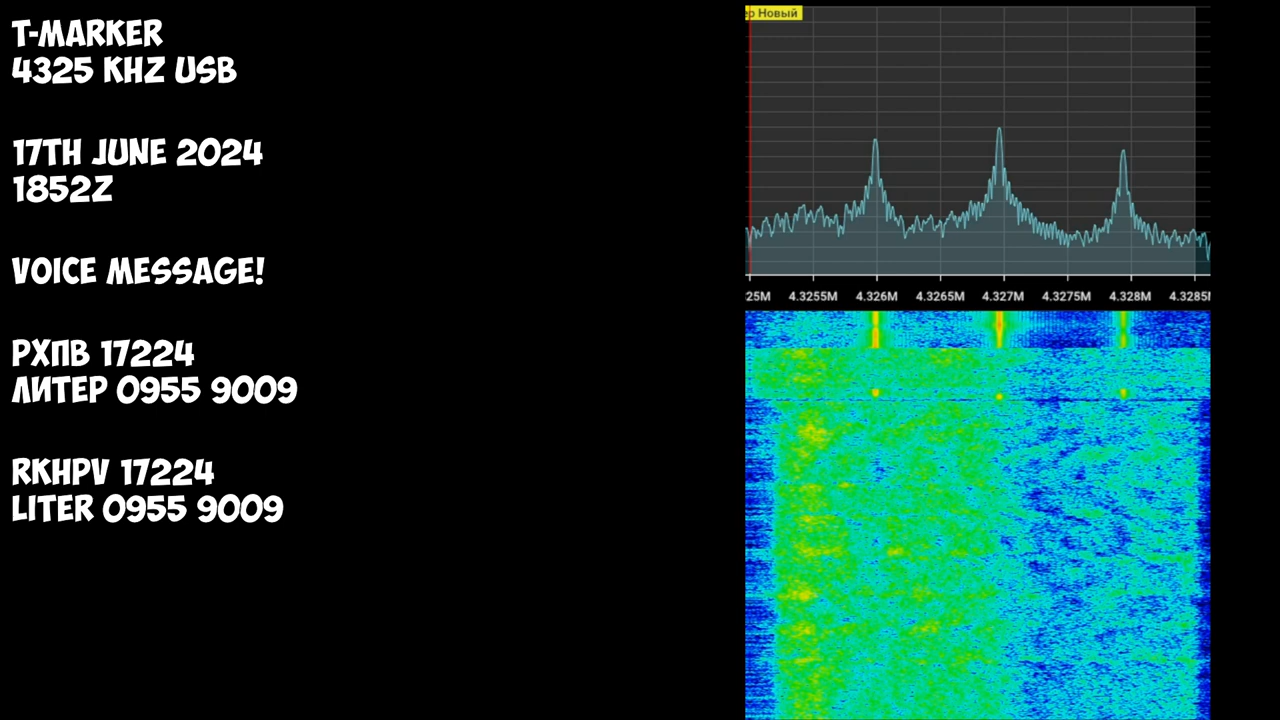 T-MARKER
4325 KHZ USB
17TH JUNE 2024
1852Z
VOICE MESSAGE!
РХПВ 17224
ЛИТЕР 0955 9009
RKHPV 17224
LITER 0955 9009
ер Новый
25M 4.3255M 4.326M 4.3265M 4.327M 4.3275M 4.328M 4.3285M